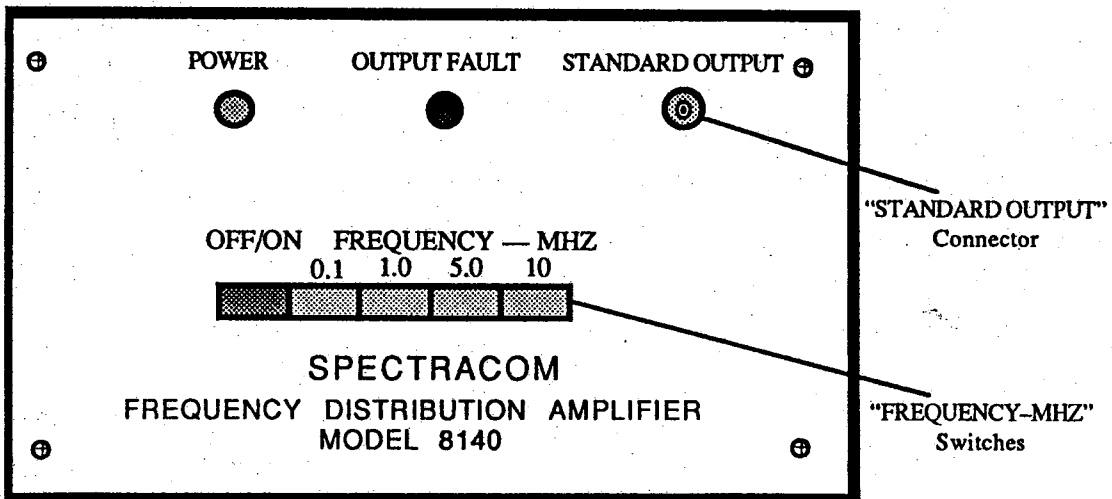 POWER OUTPUT FAULT STANDARD OUTPUT
"STANDARD OUTPUT"
Connector
OFF/ON FREQUENCY — MHZ
0.1 1.0 5.0 10
SPECTRACOM
FREQUENCY DISTRIBUTION AMPLIFIER
MODEL 8140
"FREQUENCY–MHZ"
Switches